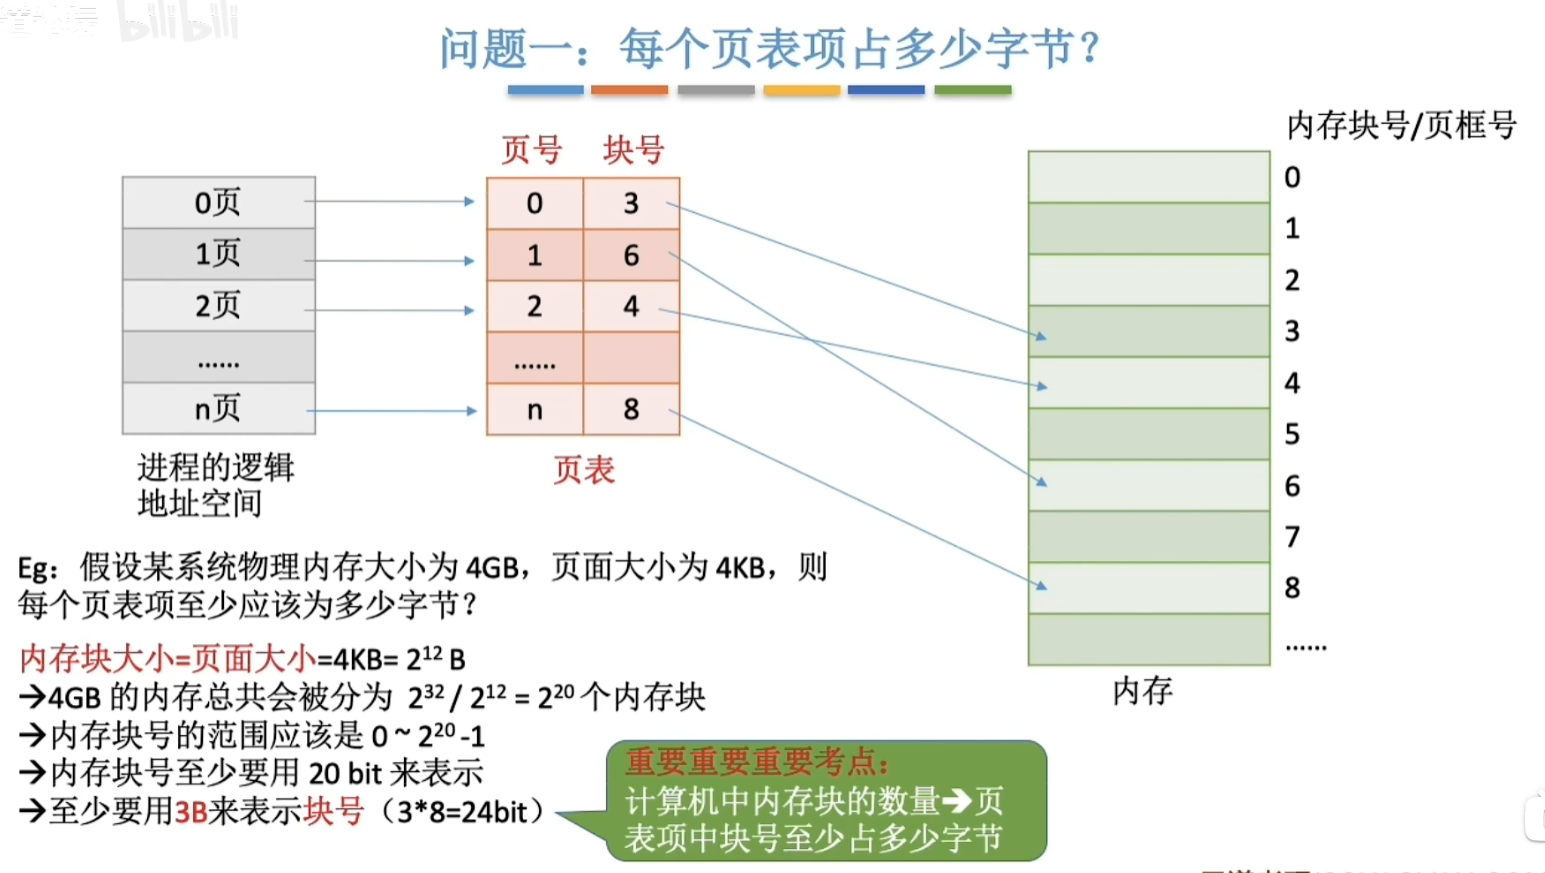 bilibili
问题一：每个页表项占多少字节？
内存块号/页框号
页号 块号
0页
1页
2页
......
n页
0 3
1 6
2 4
......
n 8
0
1
2
3
4
5
6
7
8
......
进程的逻辑
地址空间
页表
内存
Eg：假设某系统物理内存大小为 4GB，页面大小为 4KB，则
每个页表项至少应该为多少字节？
内存块大小=页面大小=4KB= 2¹² B
→4GB 的内存总共会被分为 2³² / 2¹² = 2²⁰ 个内存块
→内存块号的范围应该是 0 ~ 2²⁰ -1
→内存块号至少要用 20 bit 来表示
→至少要用3B来表示块号（3*8=24bit）
重要重要重要考点：
计算机中内存块的数量→页
表项中块号至少占多少字节